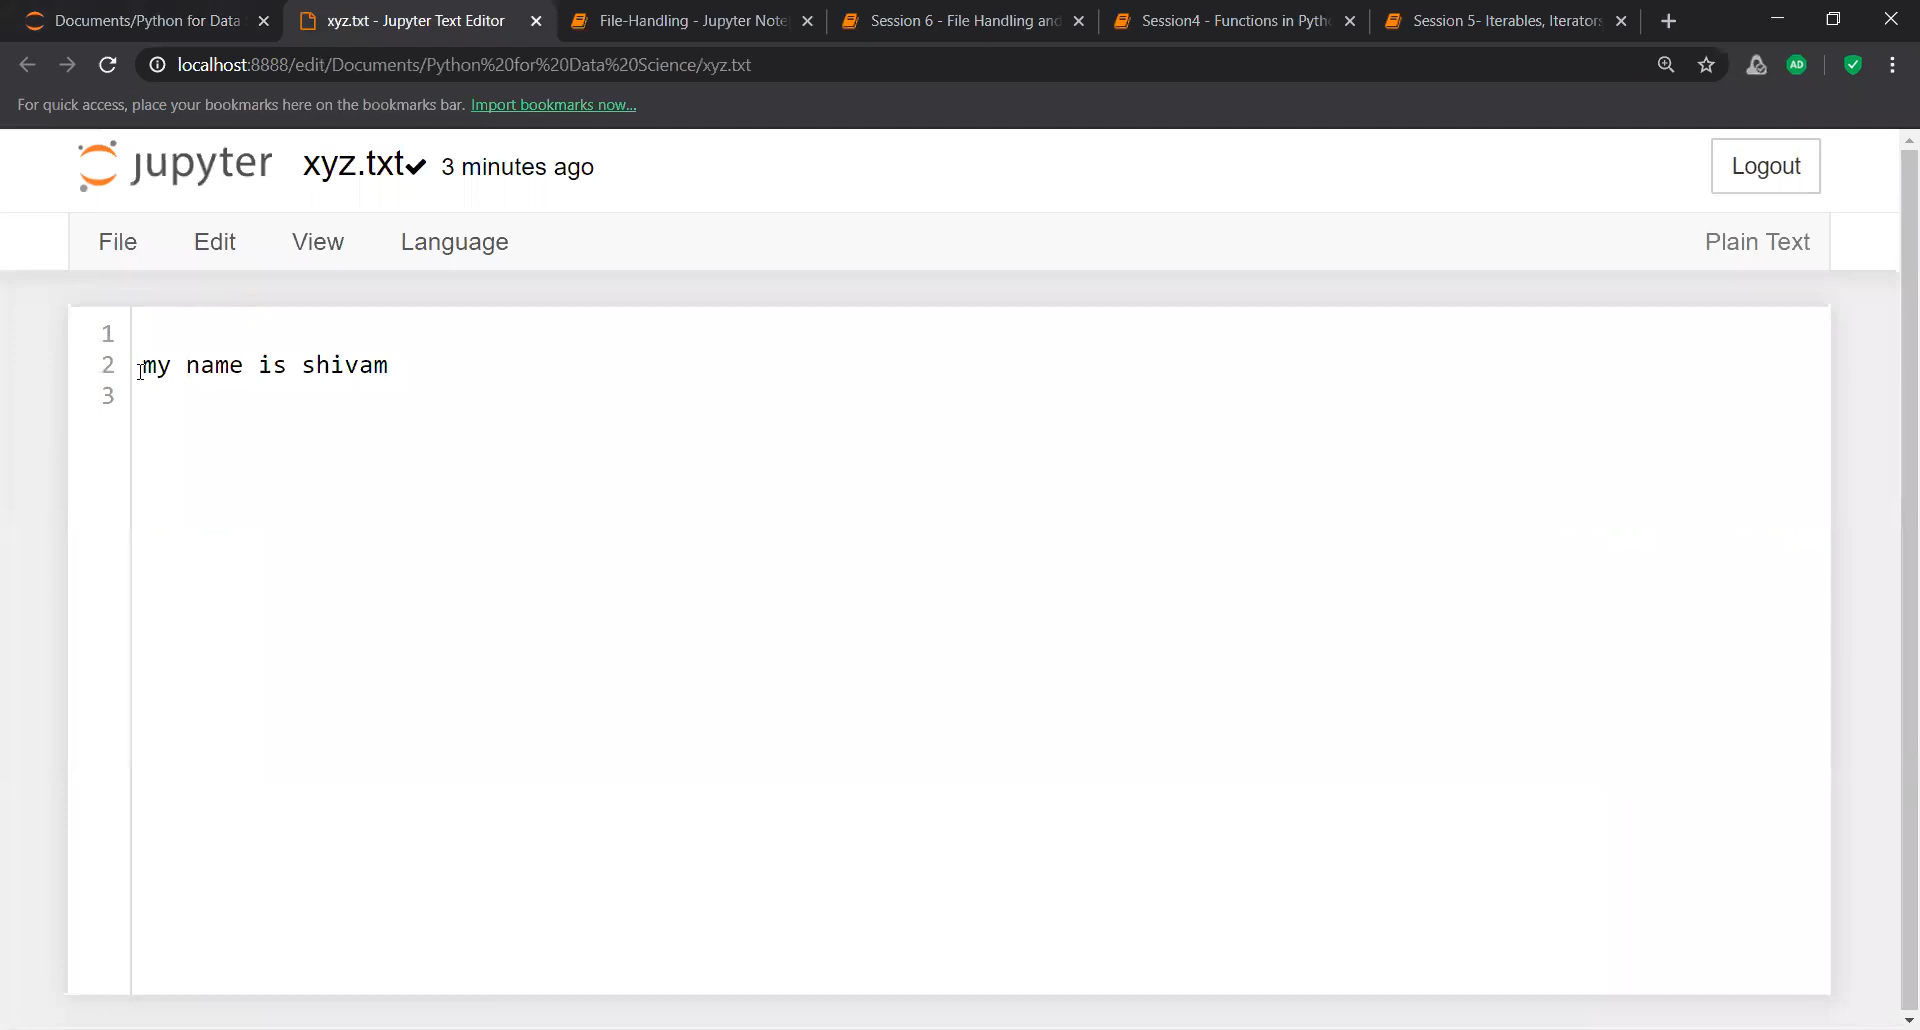 Documents/Python for Data
xyz.txt - Jupyter Text Editor
File-Handling - Jupyter Note
Session 6 - File Handling and
Session4 - Functions in Pyth
Session 5- Iterables, Iterators
localhost:8888/edit/Documents/Python%20for%20Data%20Science/xyz.txt
AD
For quick access, place your bookmarks here on the bookmarks bar. Import bookmarks now...
jupyter xyz.txt 3 minutes ago
Logout
File Edit View Language
Plain Text
1
2 my name is shivam
3